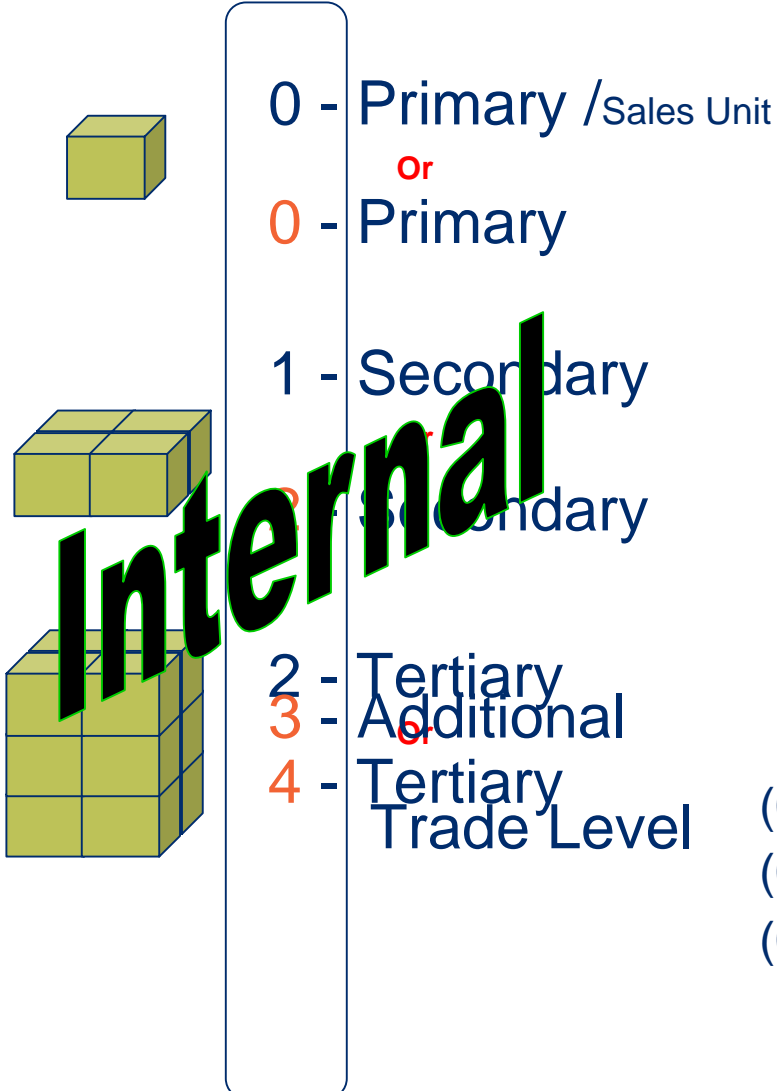 0 - Primary /Sales Unit
Or
0 - Primary
1 - Secondary
2 - Secondary
Internal
2 - Tertiary
3 - Additional
Or
4 - Tertiary
Trade Level
(
(
(